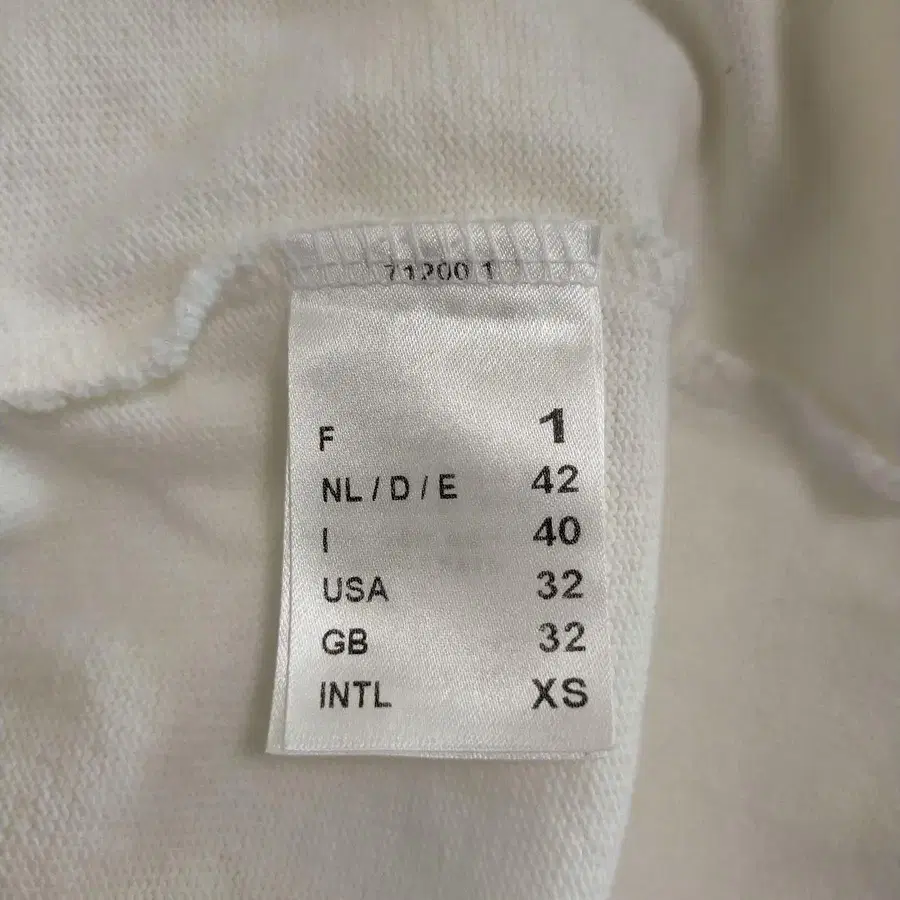 71200 1
F 1
NL / D / E 42
I 40
USA 32
GB 32
INTL XS